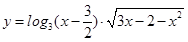 y = log₃(x − 3/2) · √(3x − 2 − x²)